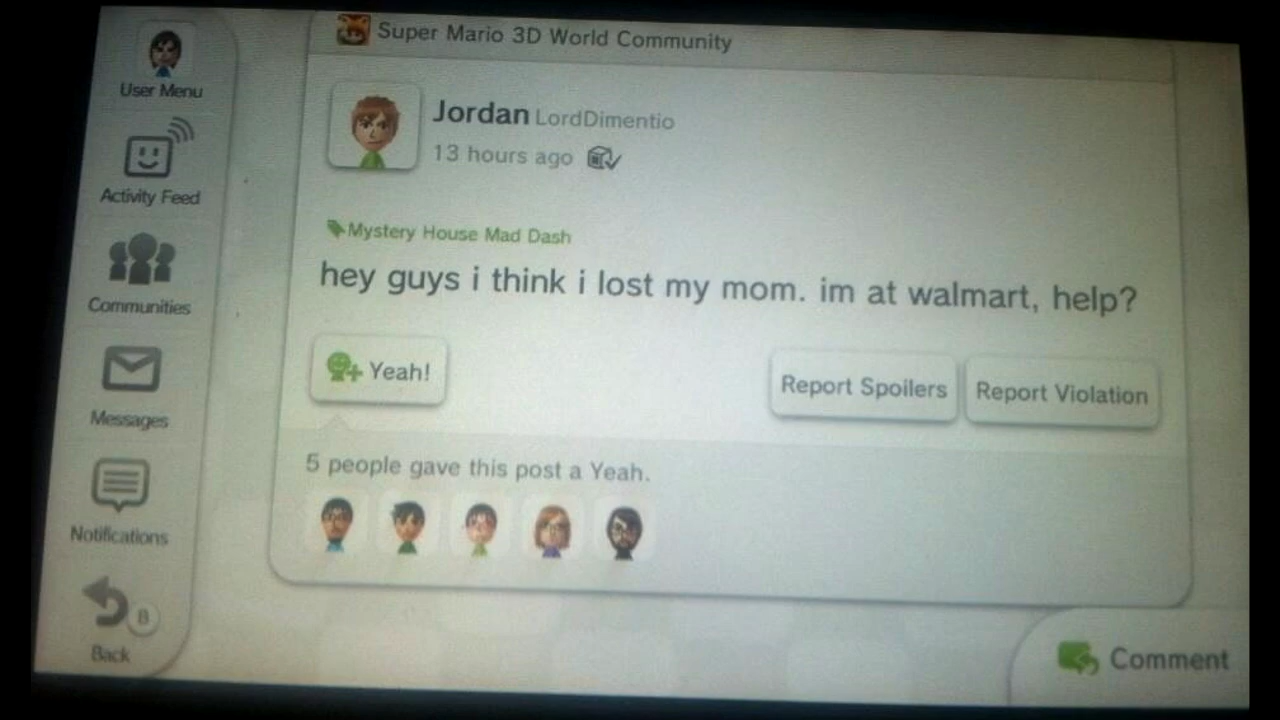 Super Mario 3D World Community
User Menu
Jordan LordDimentio
13 hours ago
Activity Feed
Mystery House Mad Dash
hey guys i think i lost my mom. im at walmart, help?
Communities
Yeah!
Report Spoilers
Report Violation
Messages
5 people gave this post a Yeah.
Notifications
B
Back
Comment